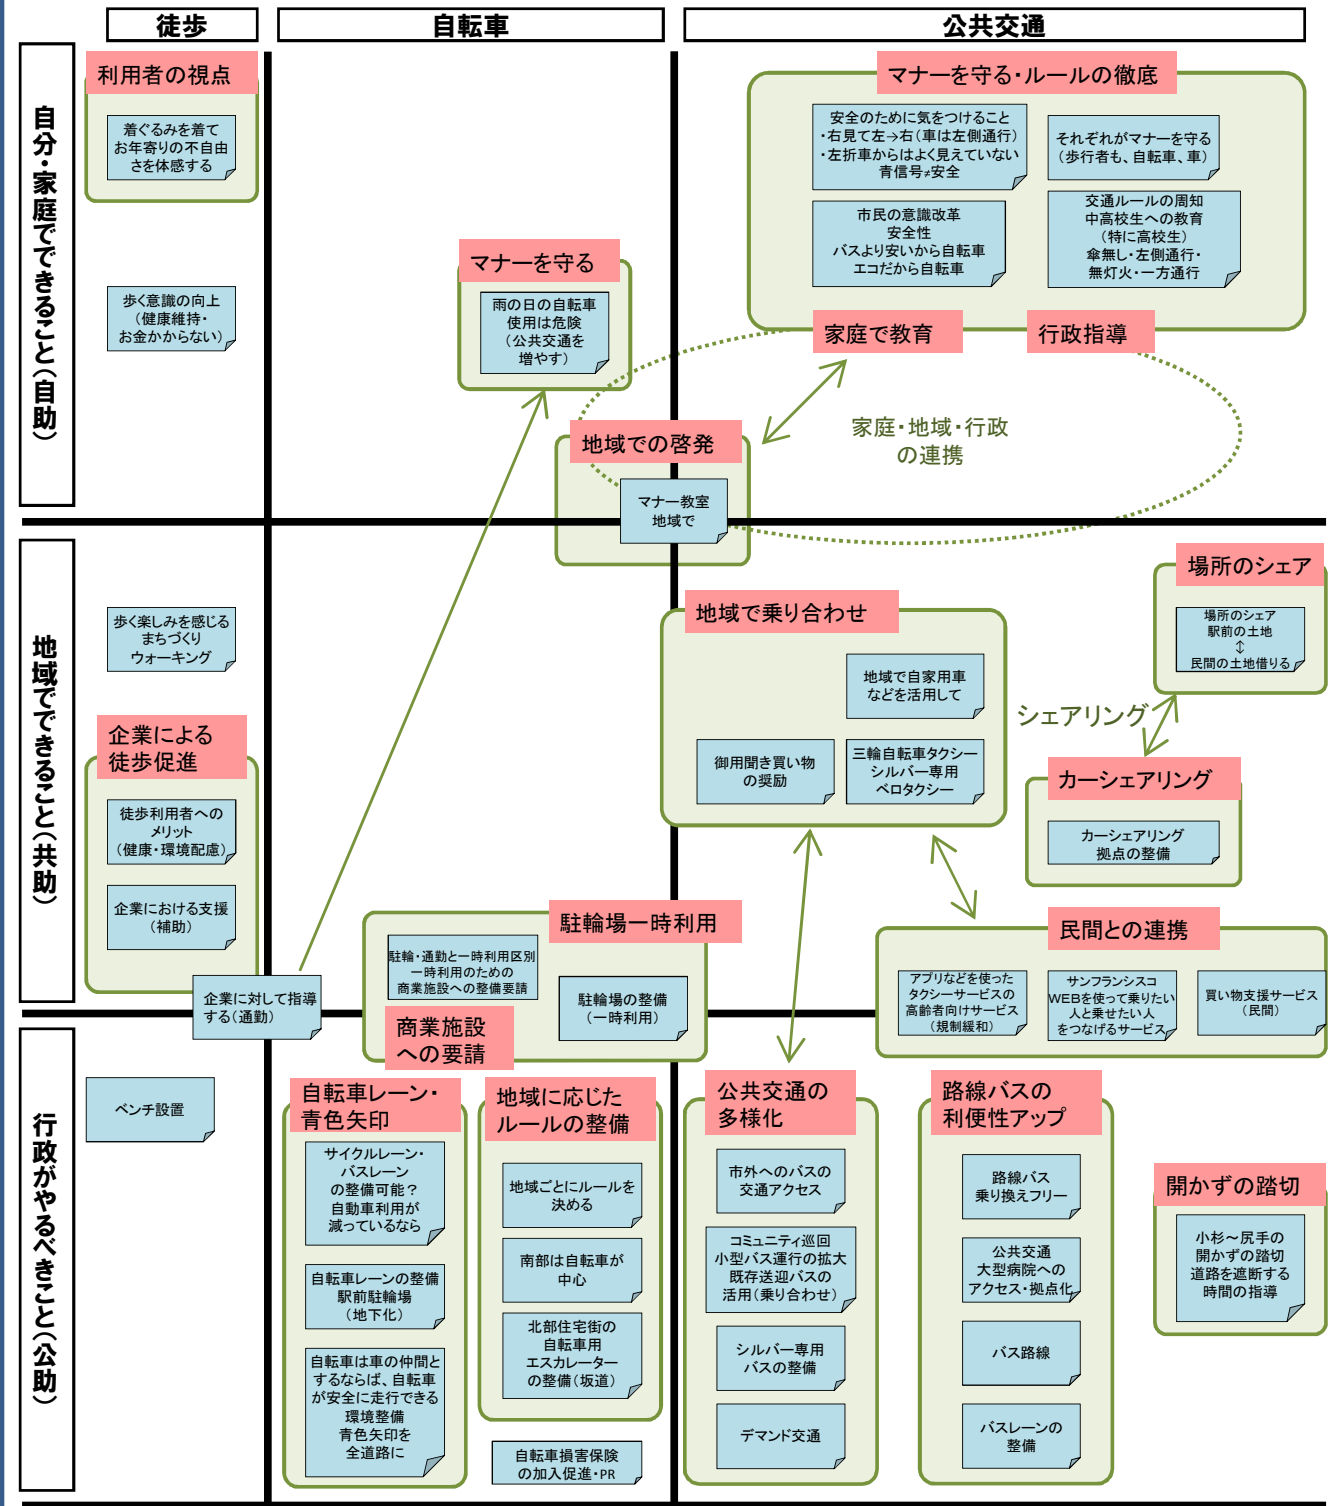 徒歩
自転車
公共交通
自分・家庭でできること(自助)
利用者の視点
着ぐるみを着て
お年寄りの不自由
さを体感する
歩く意識の向上
(健康維持・
お金かからない)
マナーを守る
雨の日の自転車
使用は危険
(公共交通を
増やす)
マナーを守る・ルールの徹底
安全のために気をつけること
・右見て左→右(車は左側通行)
・左折車からはよく見えていない
青信号≠安全
それぞれがマナーを守る
(歩行者も、自転車、車)
市民の意識改革
安全性
バスより安いから自転車
エコだから自転車
交通ルールの周知
中高校生への教育
(特に高校生)
傘無し・左側通行・
無灯火・一方通行
家庭で教育
行政指導
家庭・地域・行政
の連携
地域での啓発
マナー教室
地域で
地域でできること(共助)
歩く楽しみを感じる
まちづくり
ウォーキング
企業による
徒歩促進
徒歩利用者への
メリット
(健康・環境配慮)
企業における支援
(補助)
企業に対して指導
する(通勤)
駐輪場一時利用
駐輪・通勤と一時利用区別
一時利用のための
商業施設への整備要請
駐輪場の整備
(一時利用)
商業施設
への要請
地域で乗り合わせ
地域で自家用車
などを活用して
御用聞き買い物
の奨励
三輪自転車タクシー
シルバー専用
ベロタクシー
場所のシェア
場所のシェア
駅前の土地
↕
民間の土地借りる
シェアリング
カーシェアリング
カーシェアリング
拠点の整備
民間との連携
アプリなどを使った
タクシーサービスの
高齢者向けサービス
(規制緩和)
サンフランシスコ
WEBを使って乗りたい
人と乗せたい人
をつなげるサービス
買い物支援サービス
(民間)
行政がやるべきこと(公助)
ベンチ設置
自転車レーン・
青色矢印
サイクルレーン・
バスレーン
の整備可能?
自動車利用が
減っているなら
自転車レーンの整備
駅前駐輪場
(地下化)
自転車は車の仲間と
するならば、自転車
が安全に走行できる
環境整備
青色矢印を
全道路に
地域に応じた
ルールの整備
地域ごとにルールを
決める
南部は自転車が
中心
北部住宅街の
自転車用
エスカレーター
の整備(坂道)
自転車損害保険
の加入促進・PR
公共交通の
多様化
市外へのバスの
交通アクセス
コミュニティ巡回
小型バス運行の拡大
既存送迎バスの
活用(乗り合わせ)
シルバー専用
バスの整備
デマンド交通
路線バスの
利便性アップ
路線バス
乗り換えフリー
公共交通
大型病院への
アクセス・拠点化
バス路線
バスレーンの
整備
開かずの踏切
小杉~尻手の
開かずの踏切
道路を遮断する
時間の指導